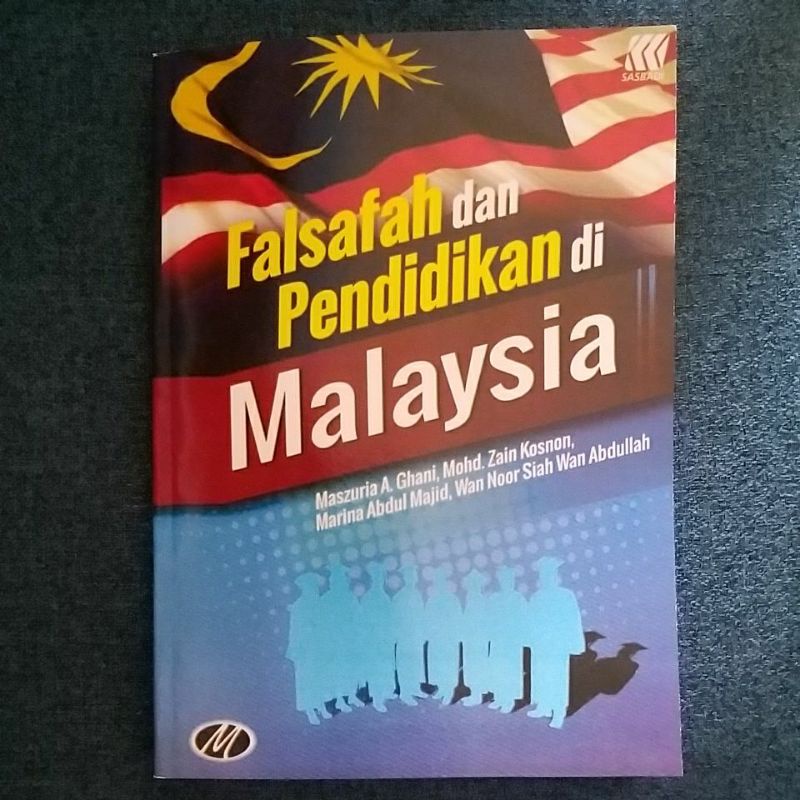 SASBADI
Falsafah dan
Pendidikan di
Malaysia
Maszuria A. Ghani, Mohd. Zain Kosnon,
Marina Abdul Majid, Wan Noor Siah Wan Abdullah
M